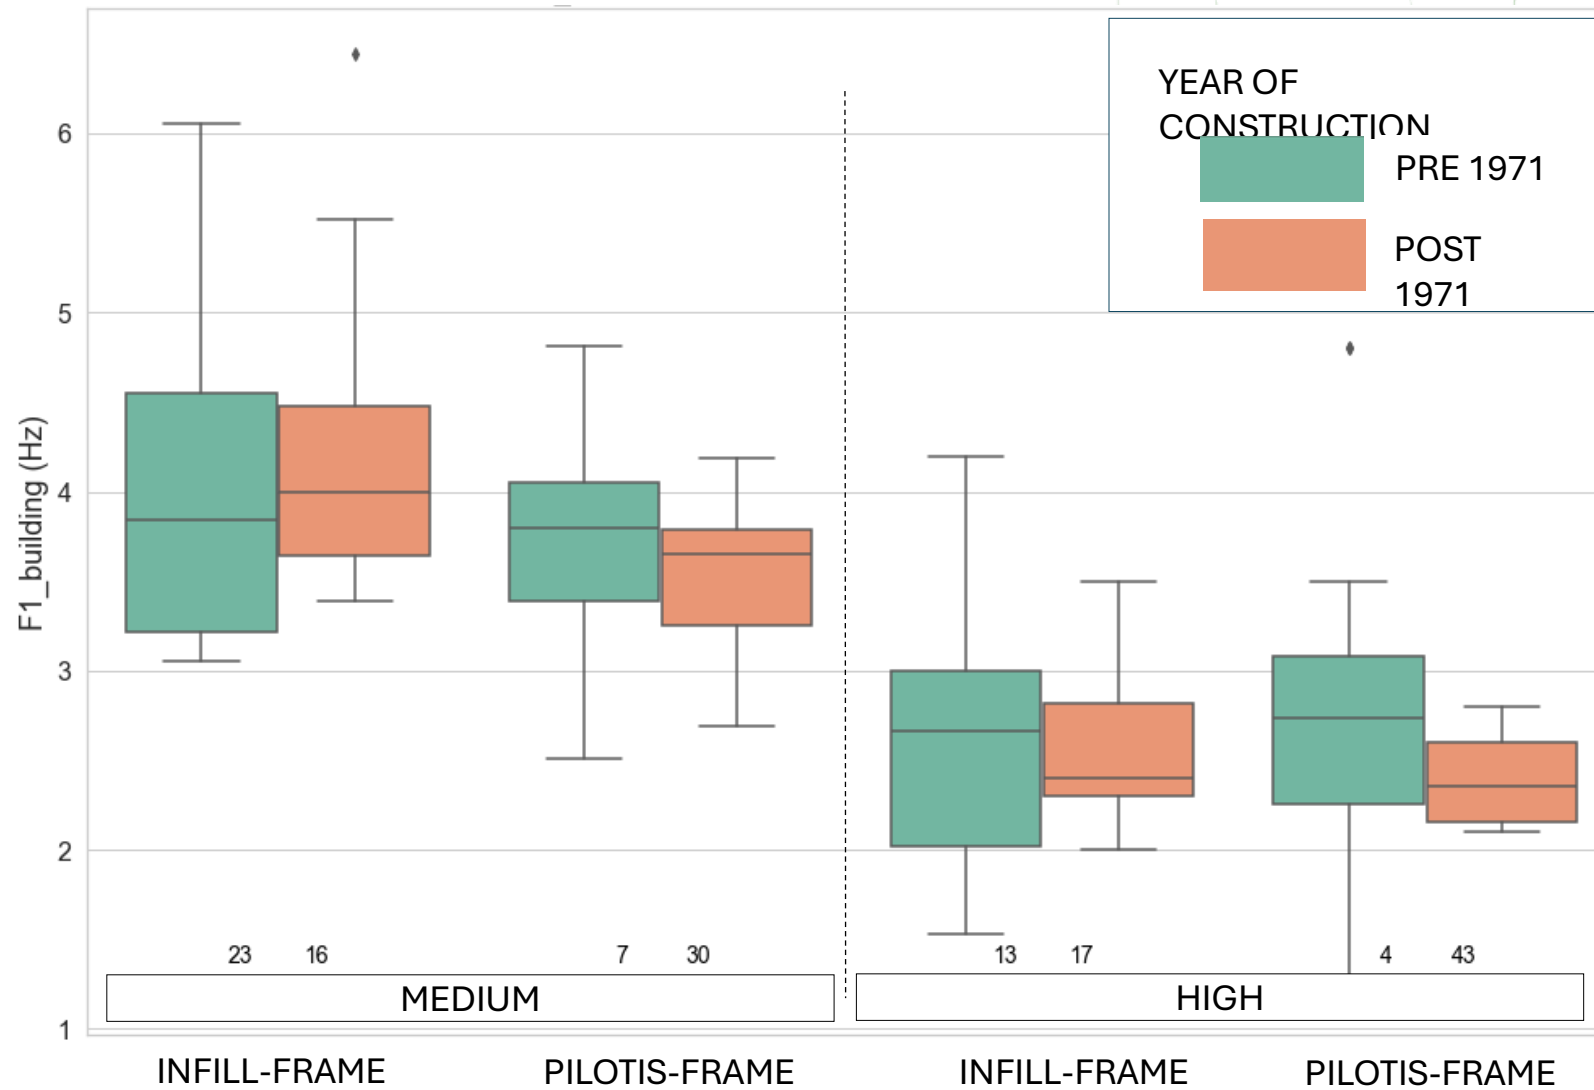 YEAR OF
CONSTRUCTION
PRE 1971
POST
1971
F1_building (Hz)
6
5
4
3
2
1
23 16 7 30 13 17 4 43
MEDIUM HIGH
INFILL-FRAME PILOTIS-FRAME INFILL-FRAME PILOTIS-FRAME